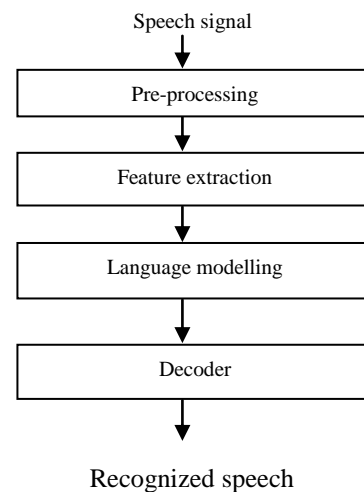 Speech signal
Pre-processing
Feature extraction
Language modelling
Decoder
Recognized speech